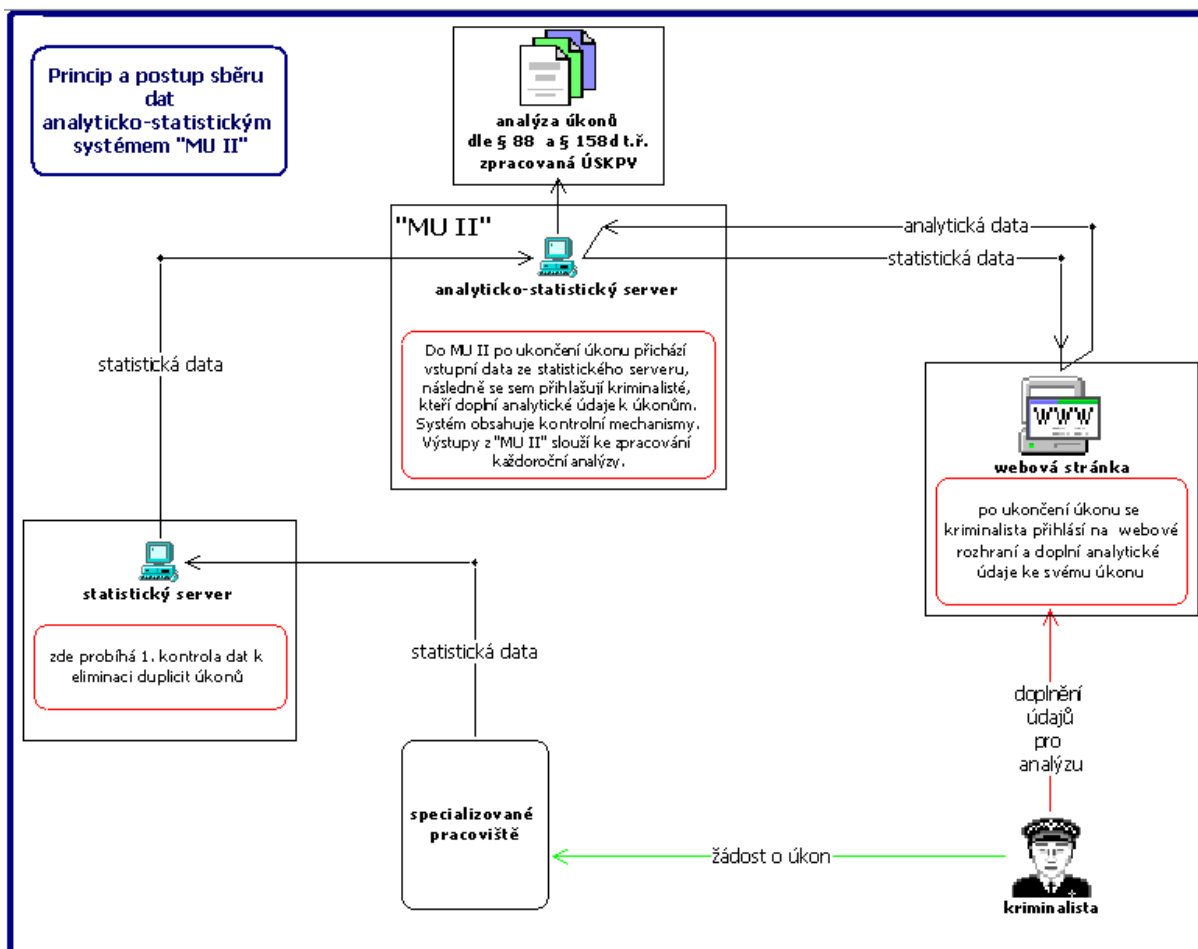 Princip a postup sběru
dat
analyticko-statistickým
systémem "MU II"
analýza úkonů
dle § 88 a § 158d t.ř.
zpracovaná ÚSKPV
"MU II"
analyticko-statistický server
Do MU II po ukončení úkonu přichází
vstupní data ze statistického serveru,
následně se sem přihlašují kriminalisté,
kteří doplní analytické údaje k úkonům.
Systém obsahuje kontrolní mechanismy.
Výstupy z "MU II" slouží ke zpracování
každoroční analýzy.
analytická data
statistická data
statistická data
WWW
webová stránka
po ukončení úkonu se
kriminalista přihlásí na webové
rozhraní a doplní analytické
údaje ke svému úkonu
statistický server
zde probíhá 1. kontrola dat k
eliminaci duplicit úkonů
statistická data
doplnění
údajů
pro
analýzu
specializované
pracoviště
žádost o úkon
kriminalista